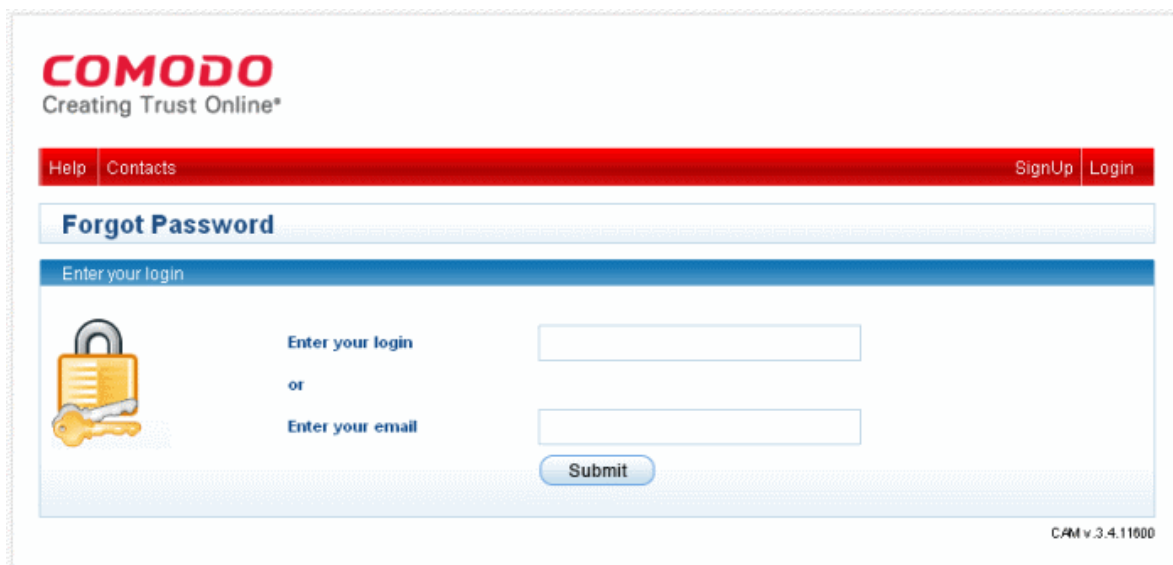 COMODO
Creating Trust Online®
Help Contacts SignUp Login
Forgot Password
Enter your login
Enter your login
or
Enter your email
Submit
CAM v.3.4.11600